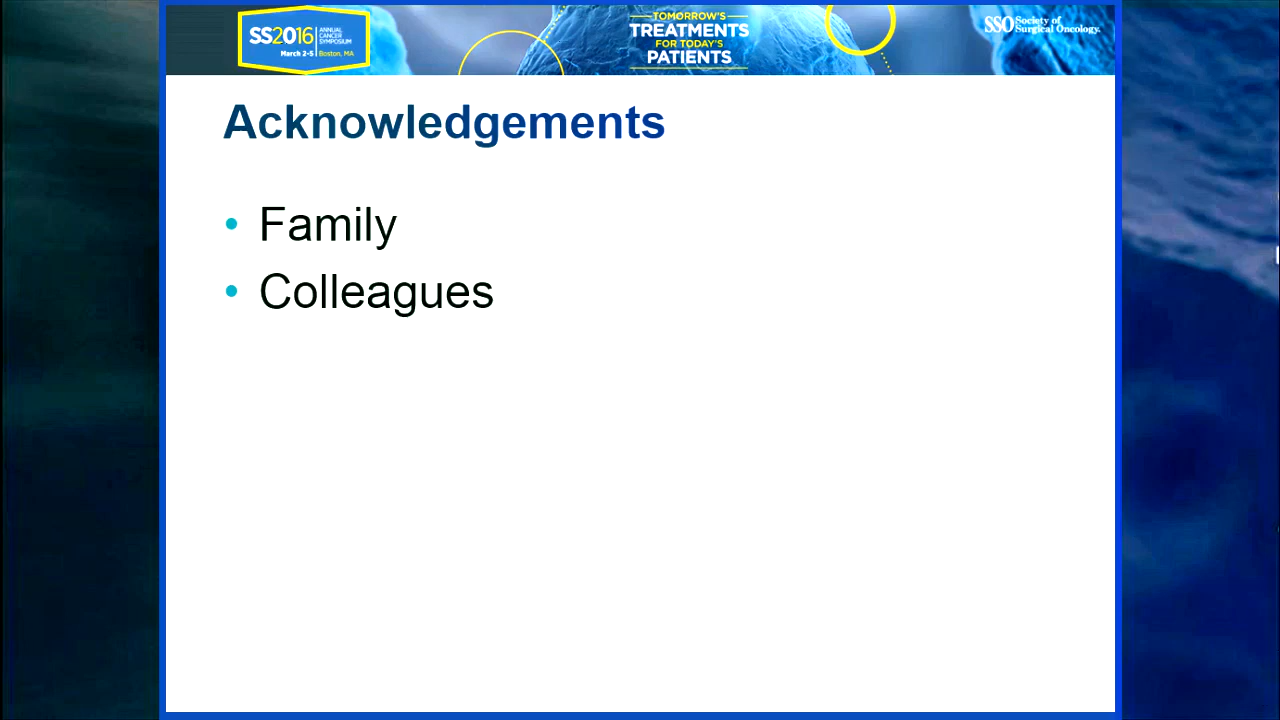 SS2016
ANNUAL
CANCER
SYMPOSIUM
March 2-5 | Boston, MA
TOMORROW'S
TREATMENTS
FOR TODAY'S
PATIENTS
SSO Society of
Surgical Oncology.
Acknowledgements
• Family
• Colleagues